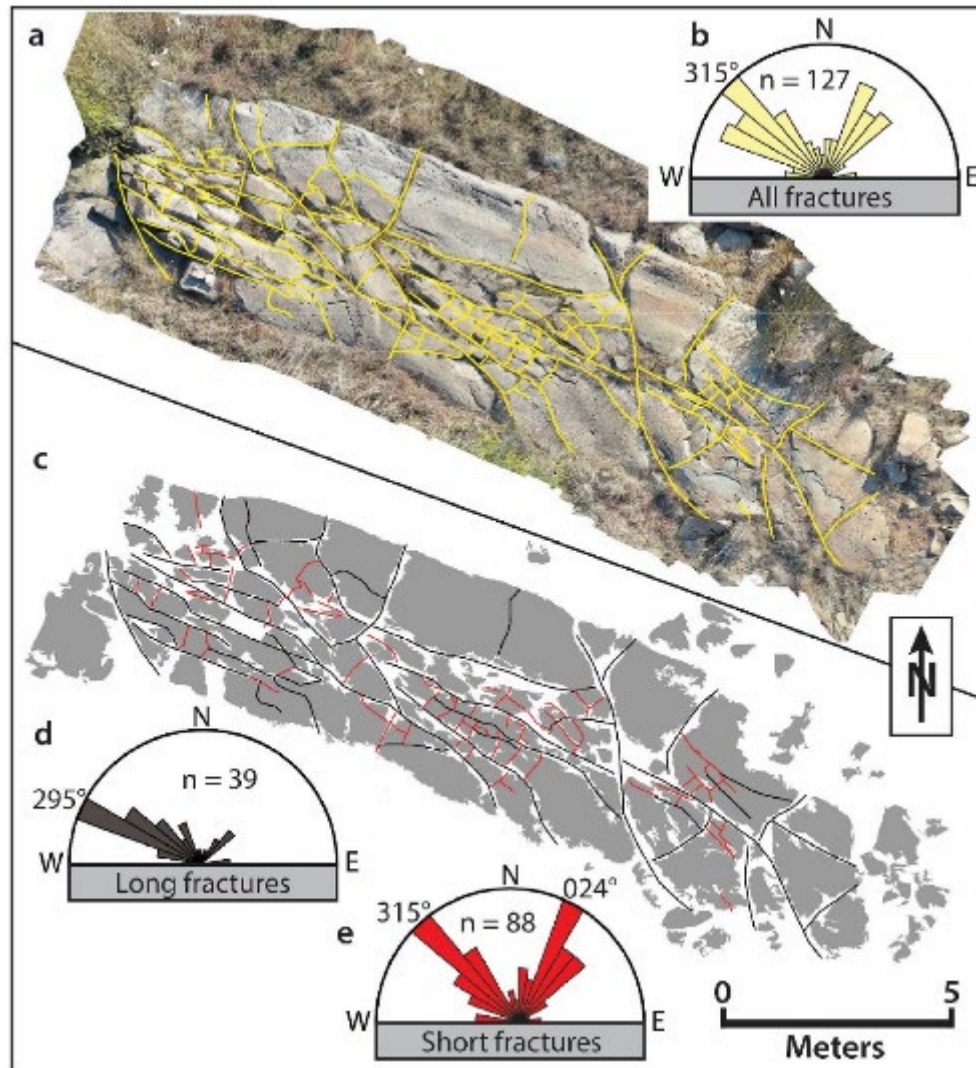 a
b
N
315°
n = 127
W
E
All fractures
c
N
d
N
n = 39
295°
W
E
Long fractures
e
N
024°
315°
n = 88
W
E
Short fractures
0
5
Meters